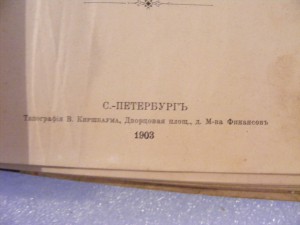 С.-ПЕТЕРБУРГЪ
Типографія В. Киршбаума, Дворцовая площ., д. М-ва Финансовъ
1903